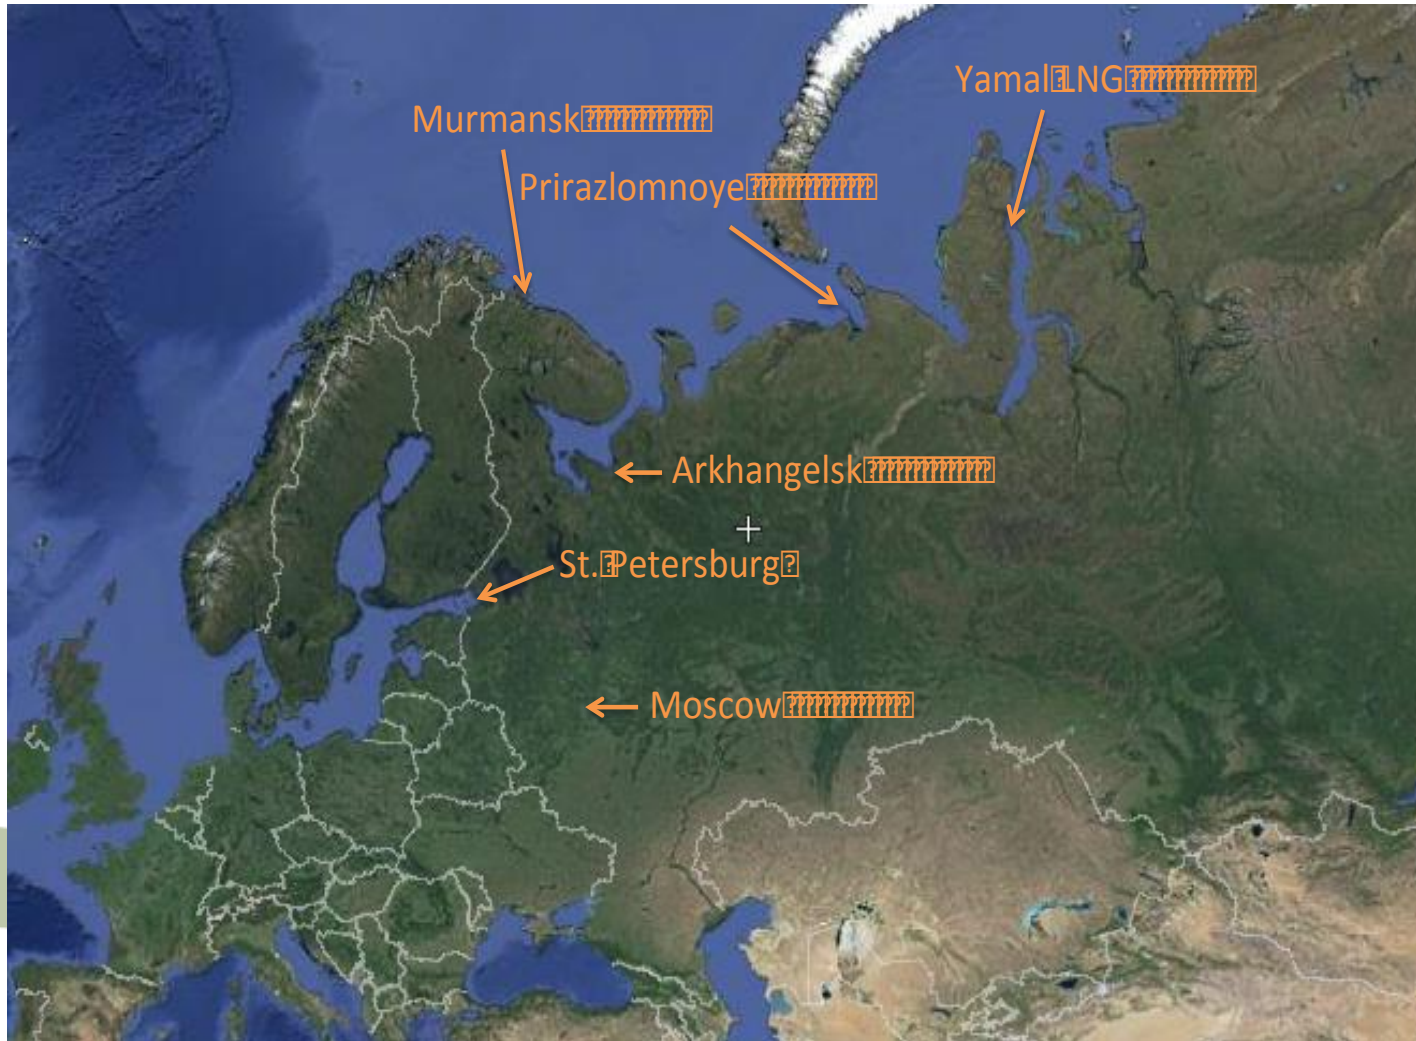 Yamal LNG
Murmansk
Prirazlomnoye
Arkhangelsk
St. Petersburg
Moscow